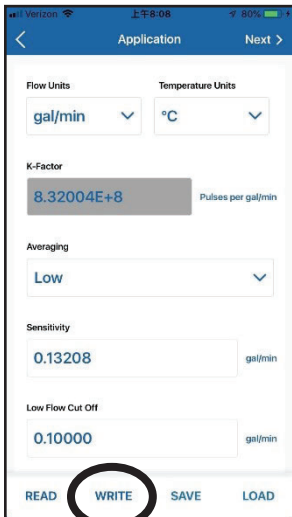 Verizon 上午8:08 80%
Application Next
Flow Units Temperature Units
gal/min °C
K-Factor
8.32004E+8 Pulses per gal/min
Averaging
Low
Sensitivity
0.13208 gal/min
Low Flow Cut Off
0.10000 gal/min
READ WRITE SAVE LOAD